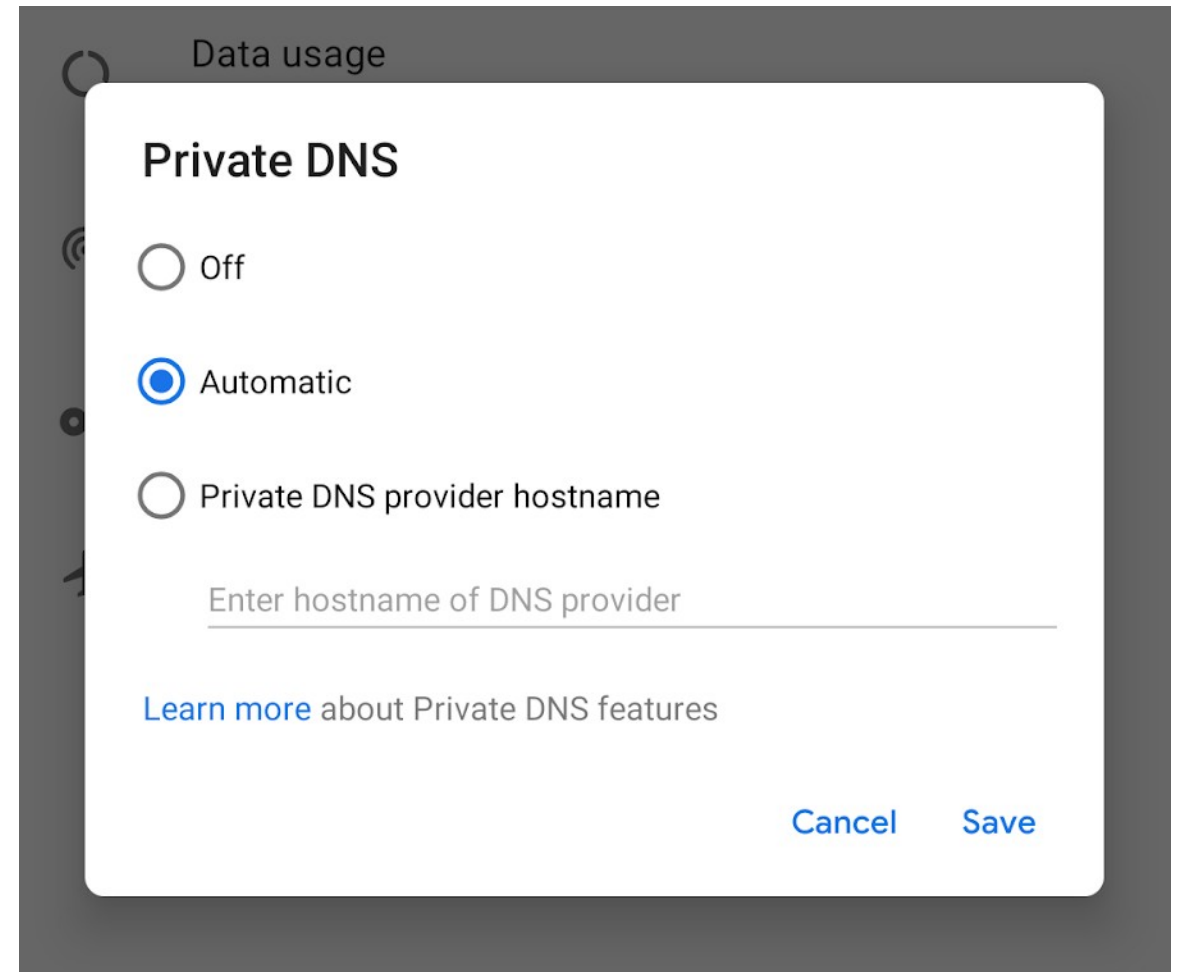 Data usage
Private DNS
Off
Automatic
Private DNS provider hostname
Enter hostname of DNS provider
Learn more about Private DNS features
Cancel Save